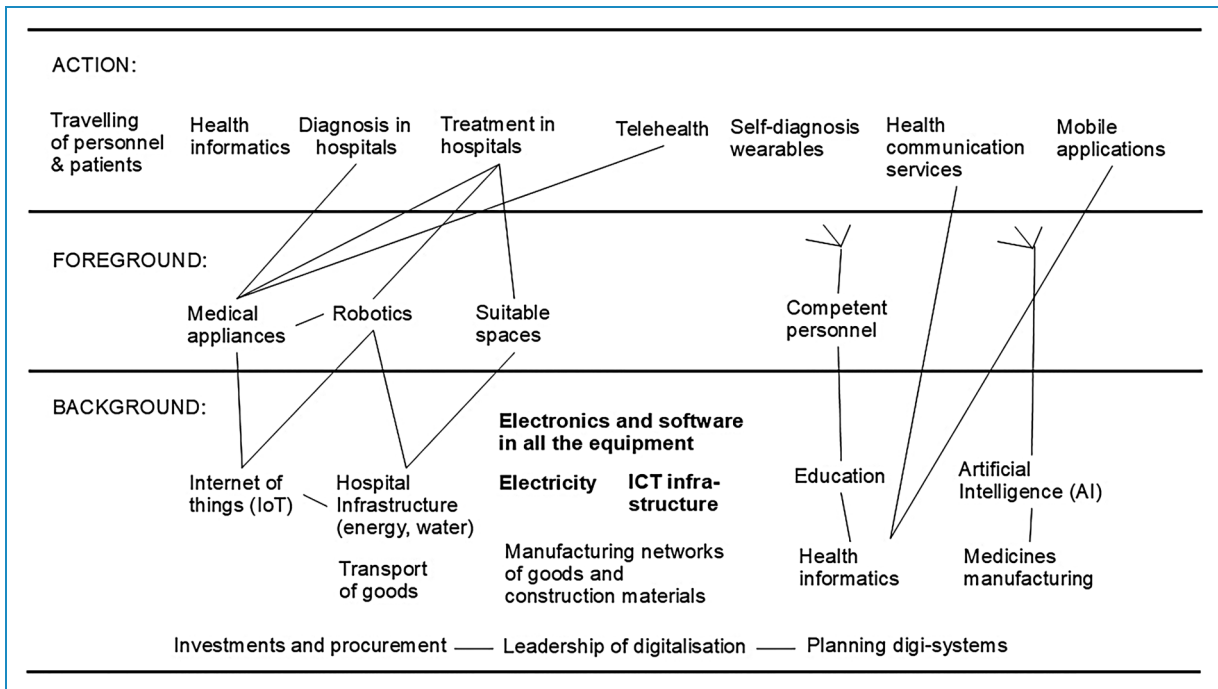 ACTION:
Travelling
of personnel
& patients
Health
informatics
Diagnosis in
hospitals
Treatment in
hospitals
Telehealth
Self-diagnosis
wearables
Health
communication
services
Mobile
applications
FOREGROUND:
Medical
appliances
Robotics
Suitable
spaces
Competent
personnel
BACKGROUND:
Electronics and software
in all the equipment
Internet of
things (IoT)
Hospital
Infrastructure
(energy, water)
Electricity
ICT infra-
structure
Education
Artificial
Intelligence (AI)
Transport
of goods
Manufacturing networks
of goods and
construction materials
Health
informatics
Medicines
manufacturing
Investments and procurement
Leadership of digitalisation
Planning digi-systems